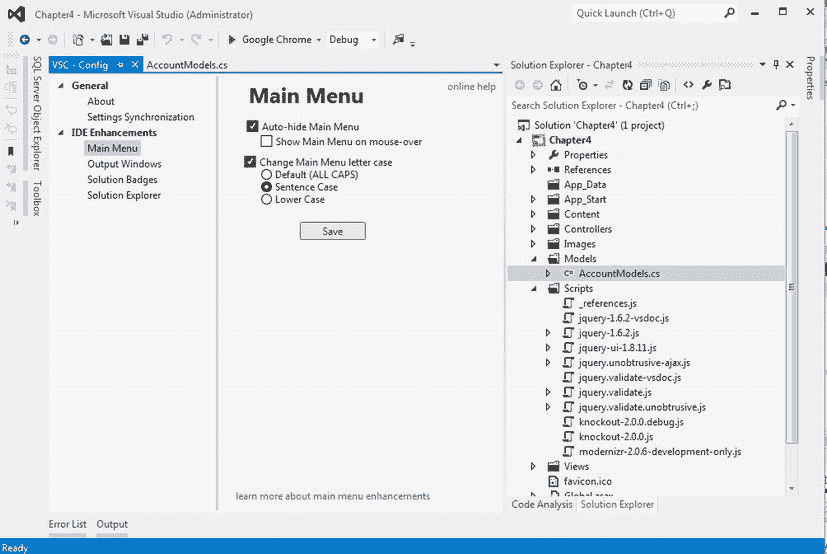 Chapter4 - Microsoft Visual Studio (Administrator)
Quick Launch (Ctrl+Q)
Google Chrome
Debug
SQL Server Object Explorer
Toolbox
VSC - Config
AccountModels.cs
General
About
Settings Synchronization
IDE Enhancements
Main Menu
Output Windows
Solution Badges
Solution Explorer
online help
Main Menu
Auto-hide Main Menu
Show Main Menu on mouse-over
Change Main Menu letter case
Default (ALL CAPS)
Sentence Case
Lower Case
Save
learn more about main menu enhancements
Solution Explorer - Chapter4
Search Solution Explorer - Chapter4 (Ctrl+;)
Solution 'Chapter4' (1 project)
Chapter4
Properties
References
App_Data
App_Start
Content
Controllers
Images
Models
C# AccountModels.cs
Scripts
_references.js
jquery-1.6.2-vsdoc.js
jquery-1.6.2.js
jquery-ui-1.8.11.js
jquery.unobtrusive-ajax.js
jquery.validate-vsdoc.js
jquery.validate.js
jquery.validate.unobtrusive.js
knockout-2.0.0.debug.js
knockout-2.0.0.js
modernizr-2.0.6-development-only.js
Views
favicon.ico
Global.asax
Code Analysis
Solution Explorer
Properties
Error List
Output
Ready